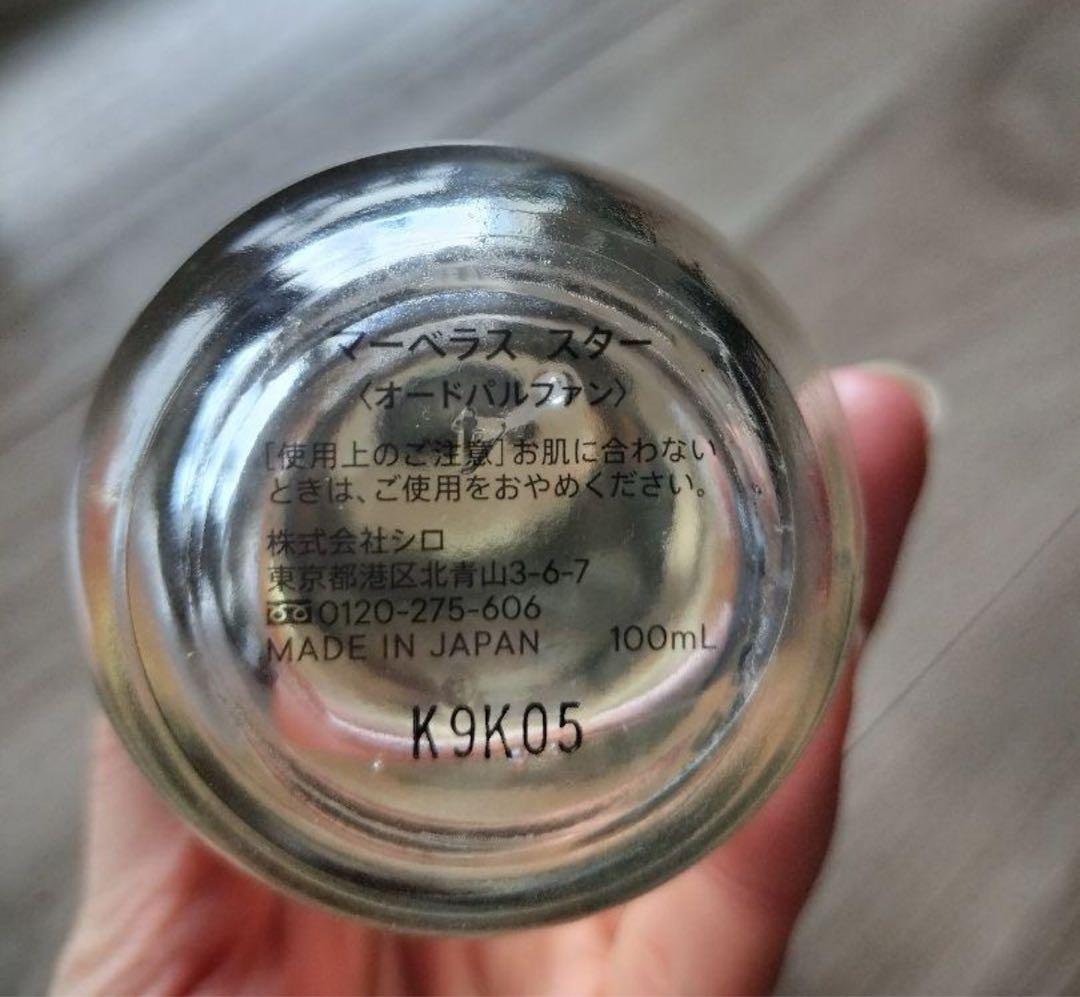 マーベラス スター
〈オードパルファン〉
[使用上のご注意]お肌に合わない
ときは、ご使用をおやめください。
株式会社シロ
東京都港区北青山3-6-7
0120-275-606
MADE IN JAPAN 100mL
K9K05